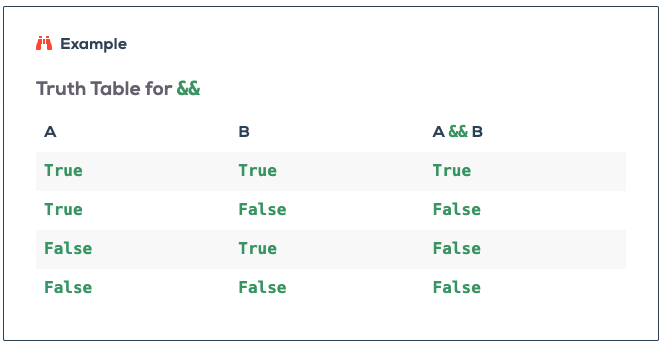 Example
Truth Table for &&
A B A && B
True True True
True False False
False True False
False False False